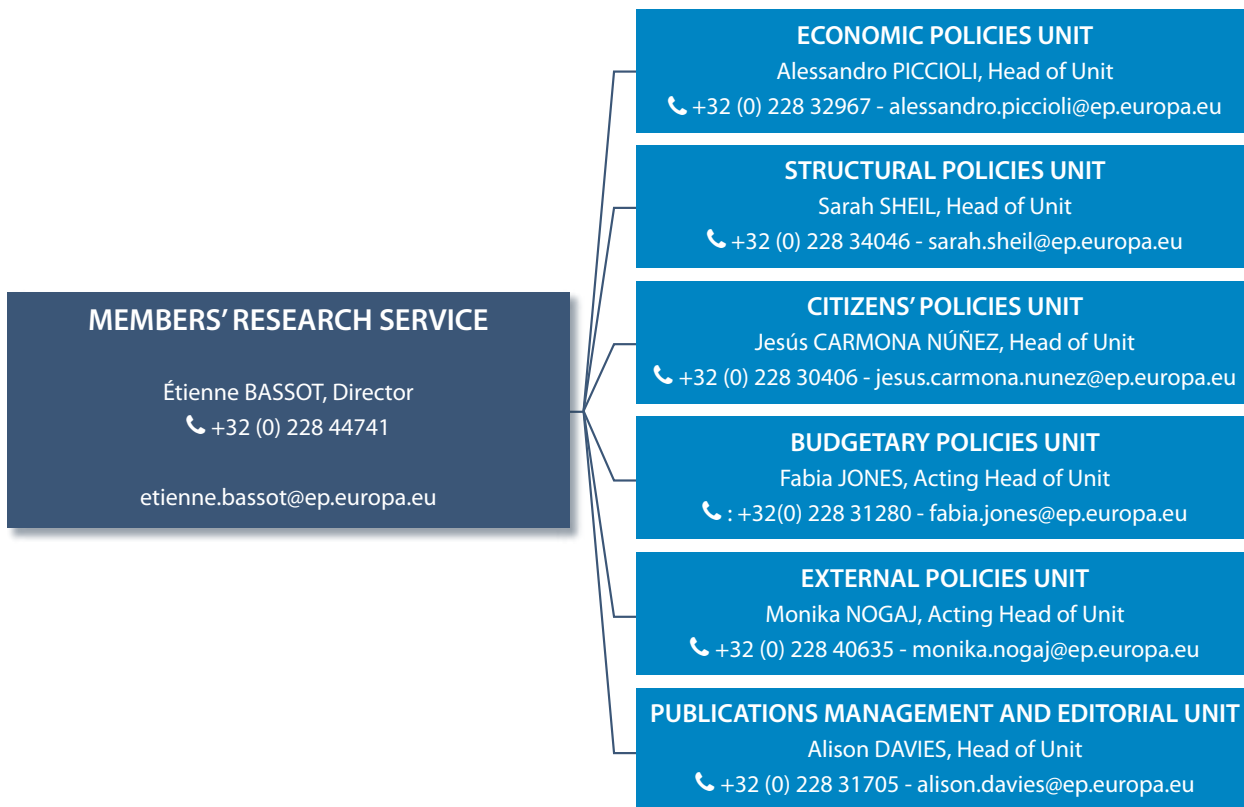 MEMBERS’ RESEARCH SERVICE
Étienne BASSOT, Director
+32 (0) 228 44741
etienne.bassot@ep.europa.eu
ECONOMIC POLICIES UNIT
Alessandro PICCIOLI, Head of Unit
+32 (0) 228 32967 - alessandro.piccioli@ep.europa.eu
STRUCTURAL POLICIES UNIT
Sarah SHEIL, Head of Unit
+32 (0) 228 34046 - sarah.sheil@ep.europa.eu
CITIZENS’ POLICIES UNIT
Jesús CARMONA NÚÑEZ, Head of Unit
+32 (0) 228 30406 - jesus.carmona.nunez@ep.europa.eu
BUDGETARY POLICIES UNIT
Fabia JONES, Acting Head of Unit
: +32(0) 228 31280 - fabia.jones@ep.europa.eu
EXTERNAL POLICIES UNIT
Monika NOGAJ, Acting Head of Unit
+32 (0) 228 40635 - monika.nogaj@ep.europa.eu
PUBLICATIONS MANAGEMENT AND EDITORIAL UNIT
Alison DAVIES, Head of Unit
+32 (0) 228 31705 - alison.davies@ep.europa.eu